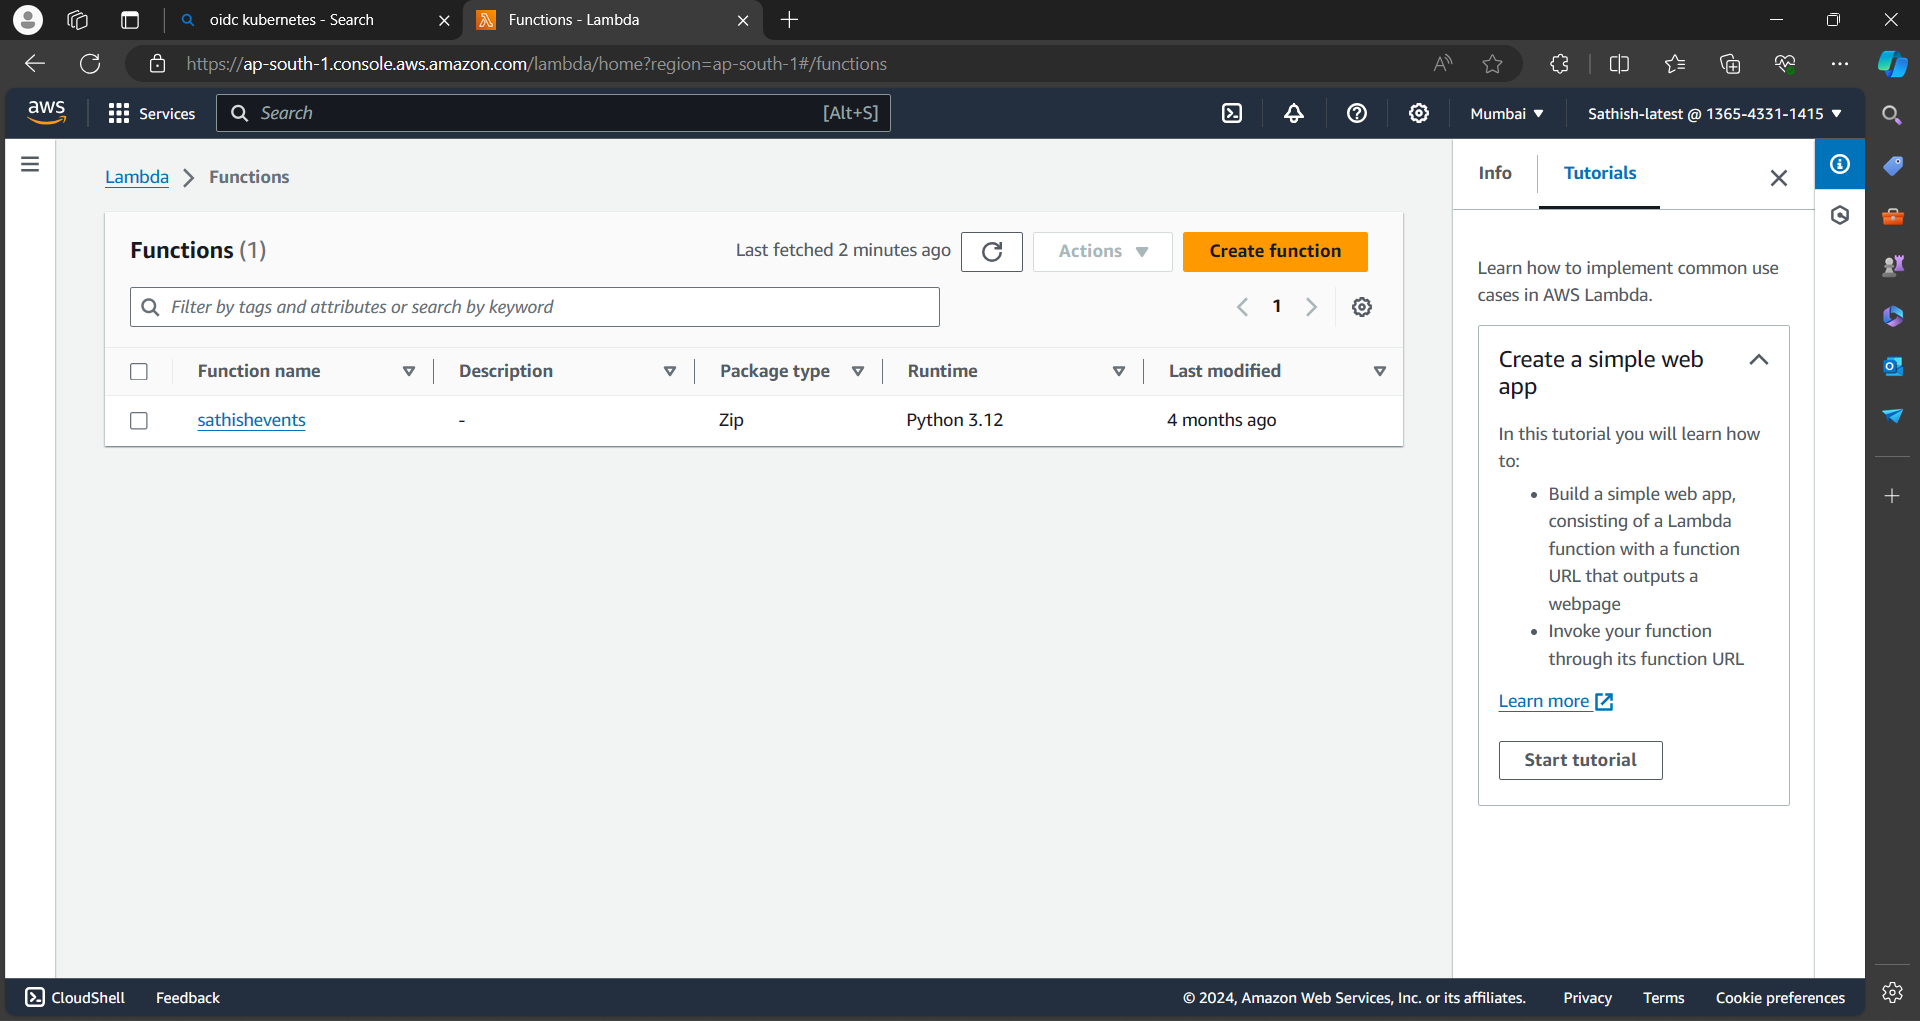 oidc kubernetes - Search
Functions - Lambda
https://ap-south-1.console.aws.amazon.com/lambda/home?region=ap-south-1#/functions
aws
Services
Search
[Alt+S]
Mumbai
Sathish-latest @ 1365-4331-1415
Lambda > Functions
Functions (1)
Last fetched 2 minutes ago
Actions
Create function
Filter by tags and attributes or search by keyword
1
Function name
Description
Package type
Runtime
Last modified
sathishevents
-
Zip
Python 3.12
4 months ago
Info
Tutorials
Learn how to implement common use
cases in AWS Lambda.
Create a simple web
app
In this tutorial you will learn how
to:
• Build a simple web app,
consisting of a Lambda
function with a function
URL that outputs a
webpage
• Invoke your function
through its function URL
Learn more
Start tutorial
CloudShell
Feedback
© 2024, Amazon Web Services, Inc. or its affiliates.
Privacy
Terms
Cookie preferences